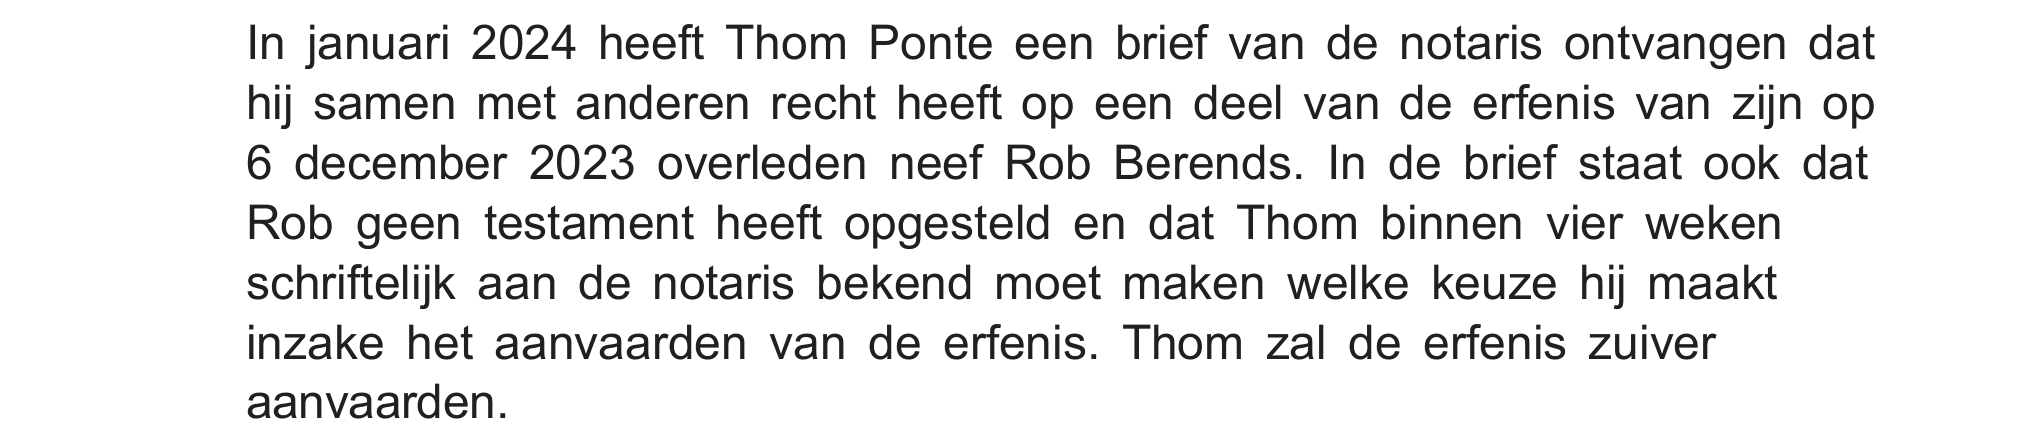 In januari 2024 heeft Thom Ponte een brief van de notaris ontvangen dat
hij samen met anderen recht heeft op een deel van de erfenis van zijn op
6 december 2023 overleden neef Rob Berends. In de brief staat ook dat
Rob geen testament heeft opgesteld en dat Thom binnen vier weken
schriftelijk aan de notaris bekend moet maken welke keuze hij maakt
inzake het aanvaarden van de erfenis. Thom zal de erfenis zuiver
aanvaarden.